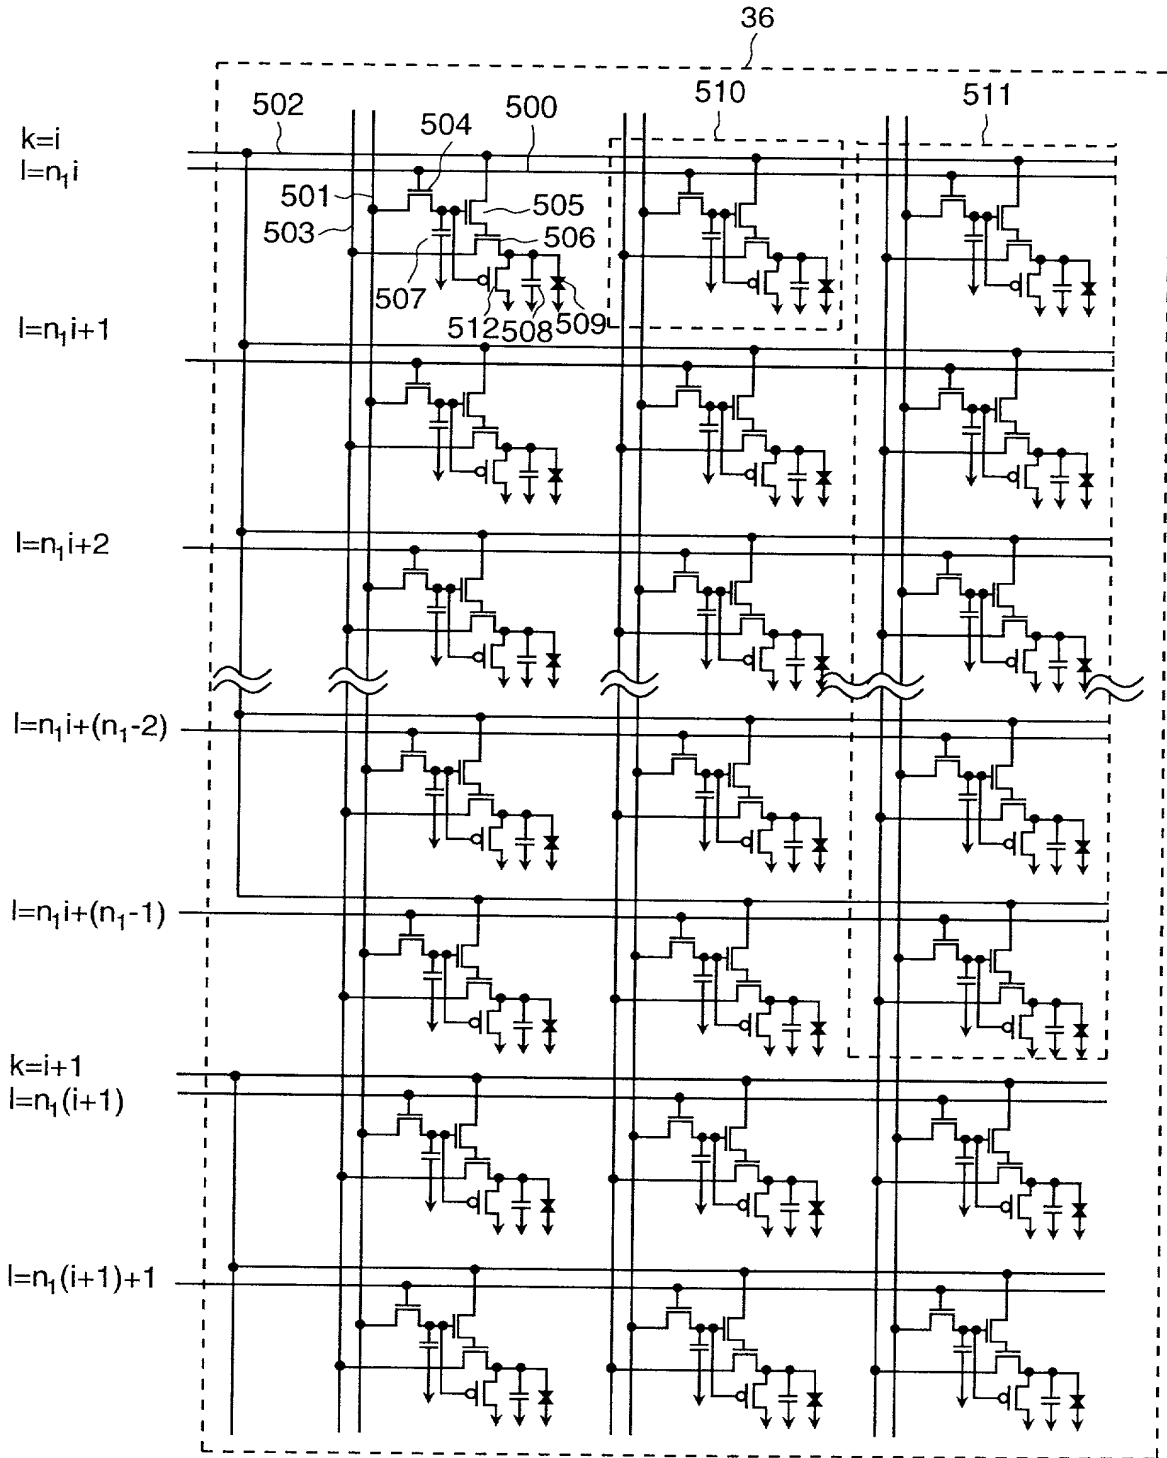 36
502
504
500
510
511
k=i
l=n₁i
501
505
503
506
507
512
508
509
l=n₁i+1
l=n₁i+2
l=n₁i+(n₁-2)
l=n₁i+(n₁-1)
k=i+1
l=n₁(i+1)
l=n₁(i+1)+1